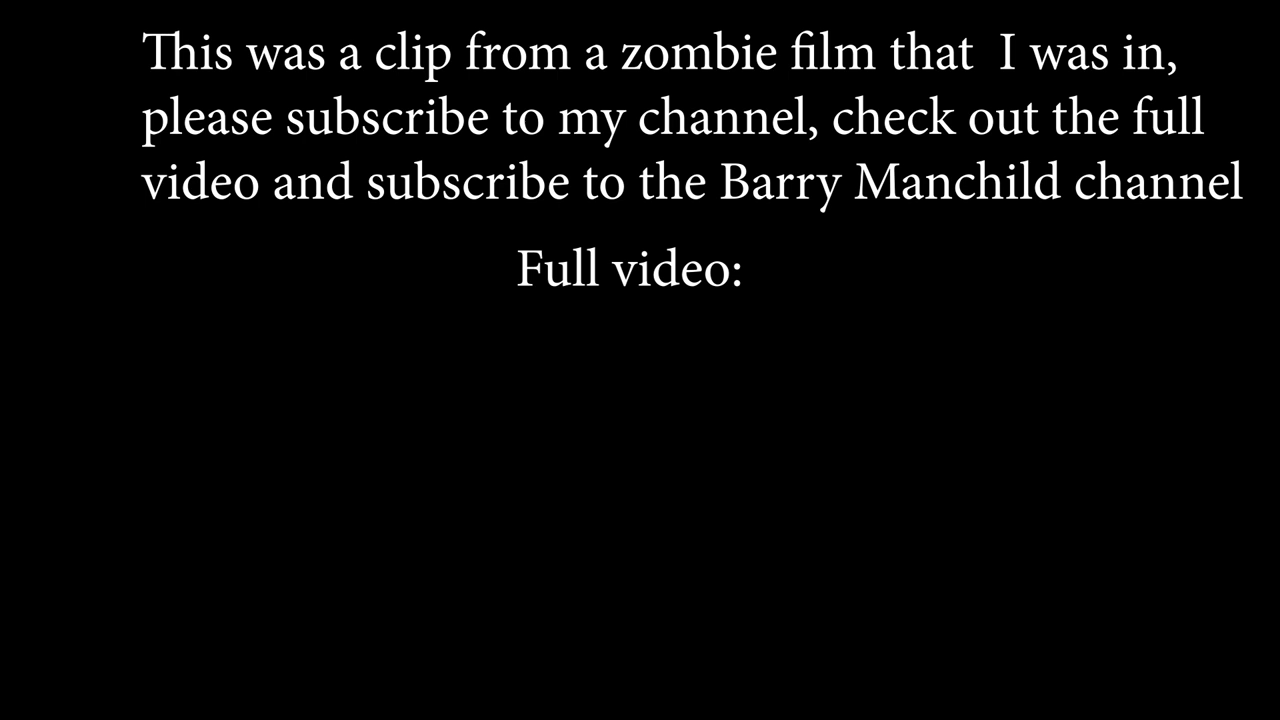 This was a clip from a zombie film that  I was in,
please subscribe to my channel, check out the full
video and subscribe to the Barry Manchild channel
Full video: